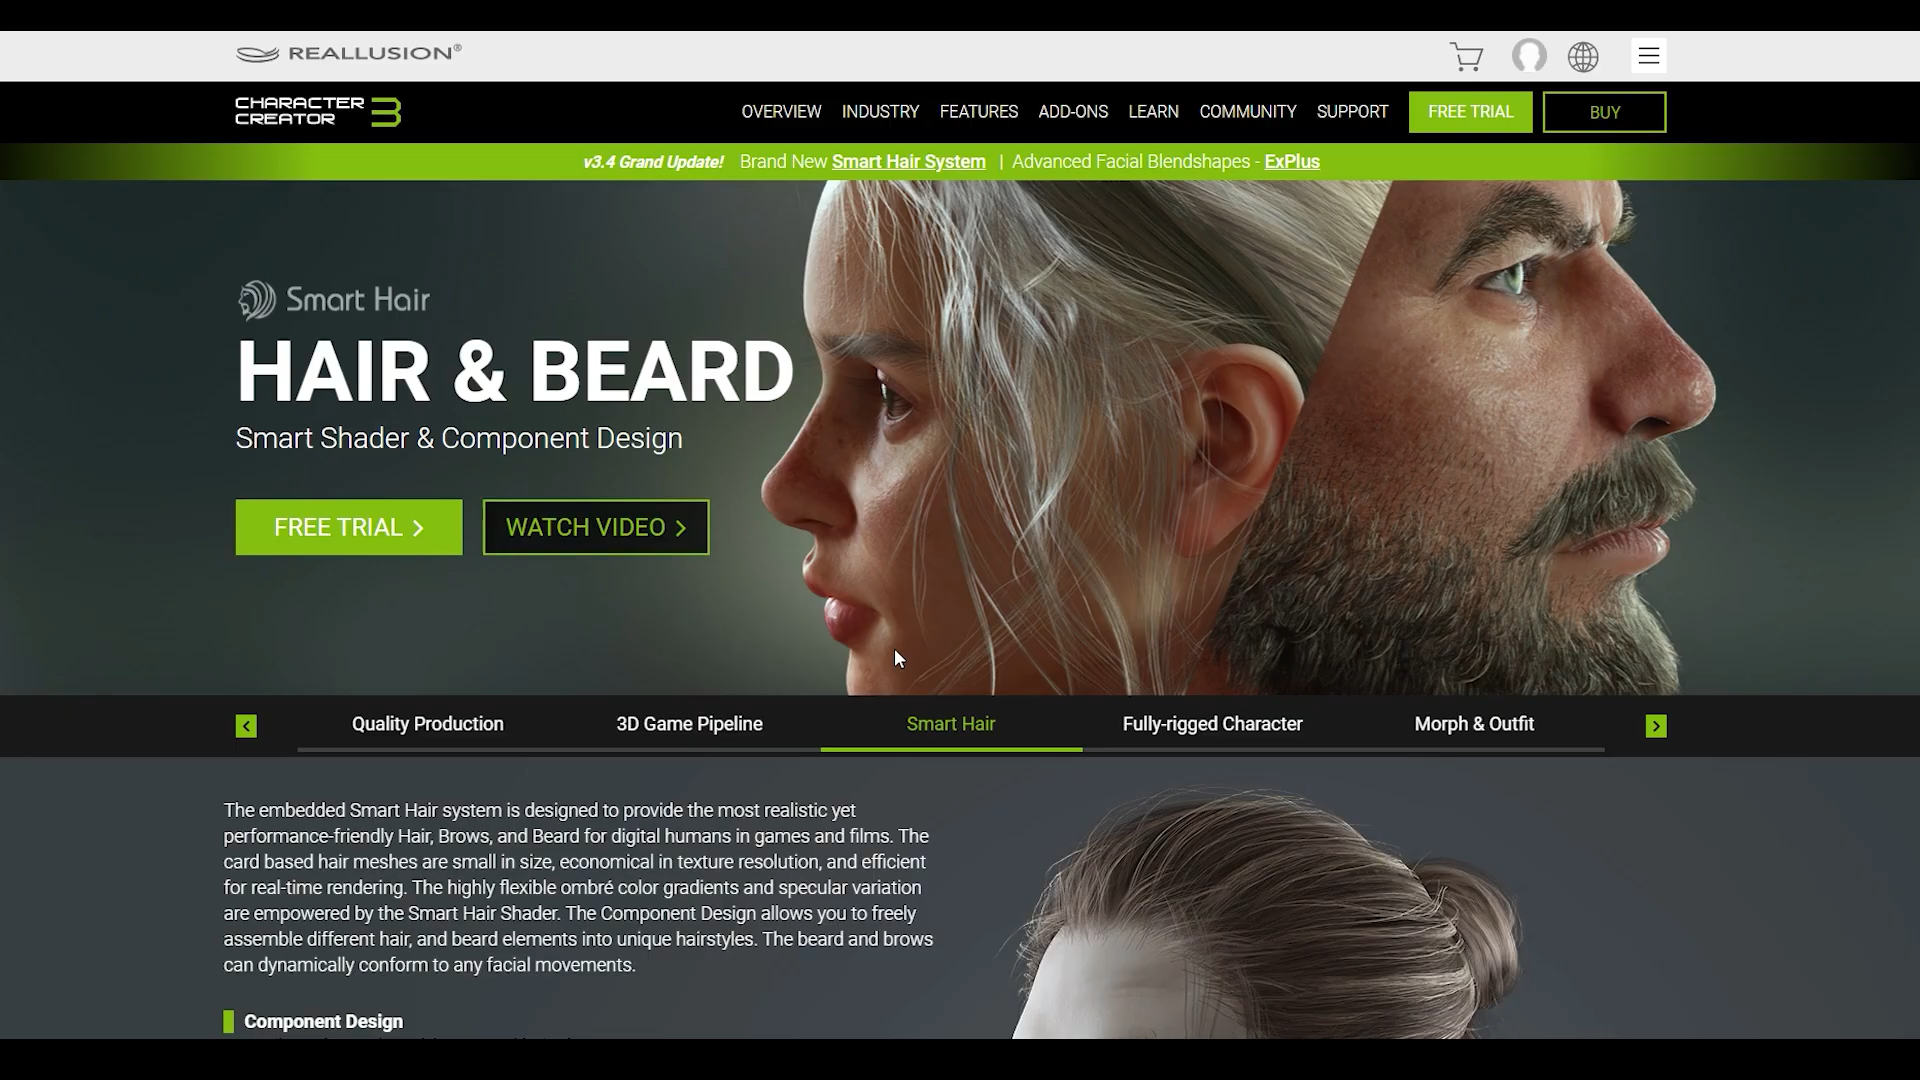 REALLUSION®
CHARACTER CREATOR 3
OVERVIEW INDUSTRY FEATURES ADD-ONS LEARN COMMUNITY SUPPORT FREE TRIAL BUY
v3.4 Grand Update! Brand New Smart Hair System | Advanced Facial Blendshapes - ExPlus
Smart Hair
HAIR & BEARD
Smart Shader & Component Design
FREE TRIAL > WATCH VIDEO >
< Quality Production 3D Game Pipeline Smart Hair Fully-rigged Character Morph & Outfit >
The embedded Smart Hair system is designed to provide the most realistic yet
performance-friendly Hair, Brows, and Beard for digital humans in games and films. The
card based hair meshes are small in size, economical in texture resolution, and efficient
for real-time rendering. The highly flexible ombré color gradients and specular variation
are empowered by the Smart Hair Shader. The Component Design allows you to freely
assemble different hair, and beard elements into unique hairstyles. The beard and brows
can dynamically conform to any facial movements.
Component Design